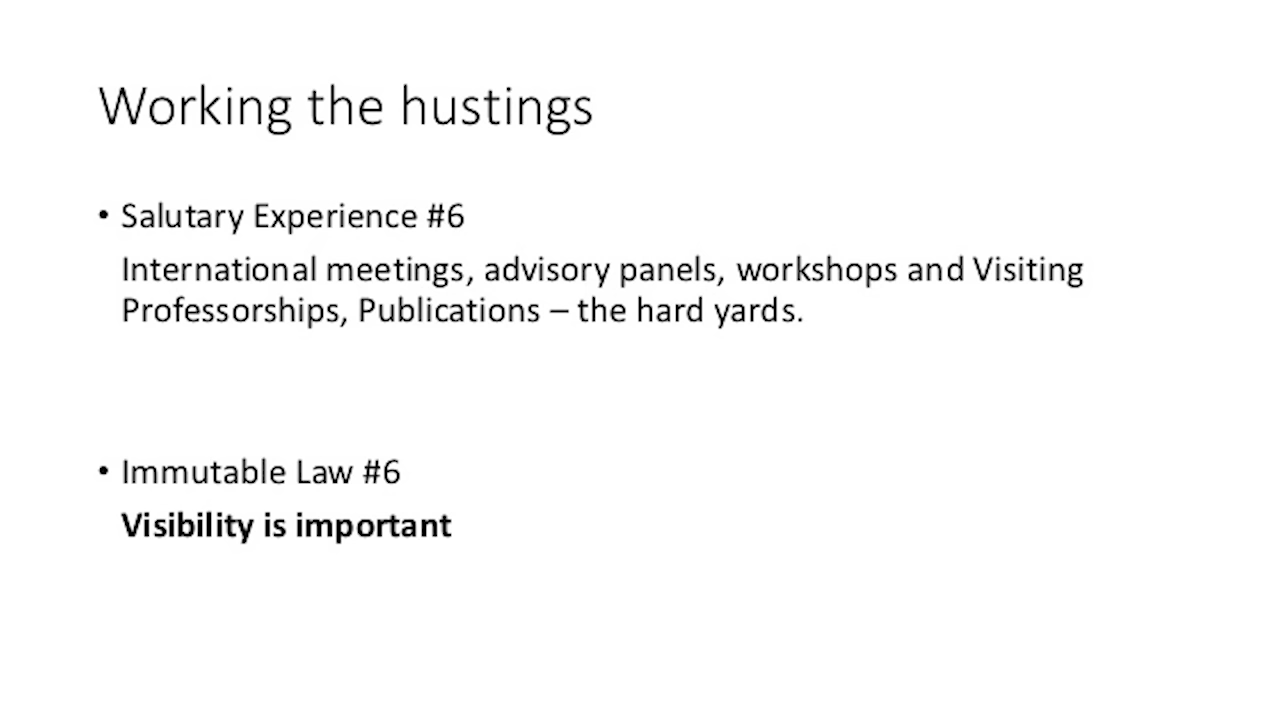 Working the hustings
• Salutary Experience #6
International meetings, advisory panels, workshops and Visiting
Professorships, Publications – the hard yards.
• Immutable Law #6
Visibility is important